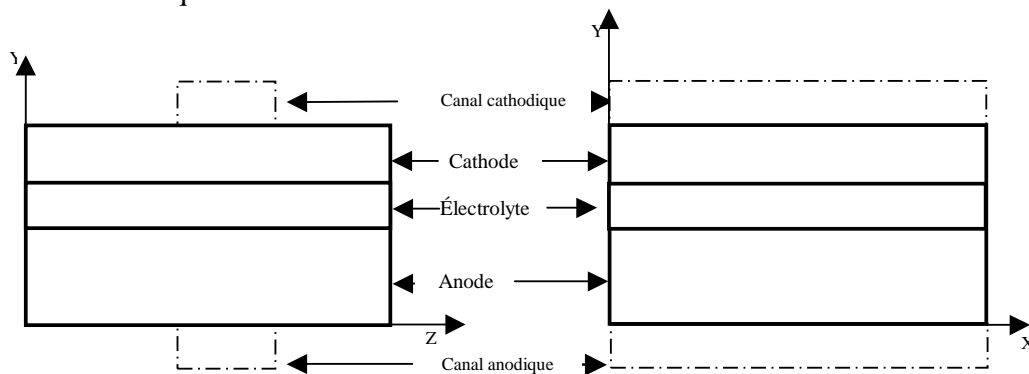 Y
Y
Canal cathodique
Cathode
Électrolyte
Anode
Z
X
Canal anodique